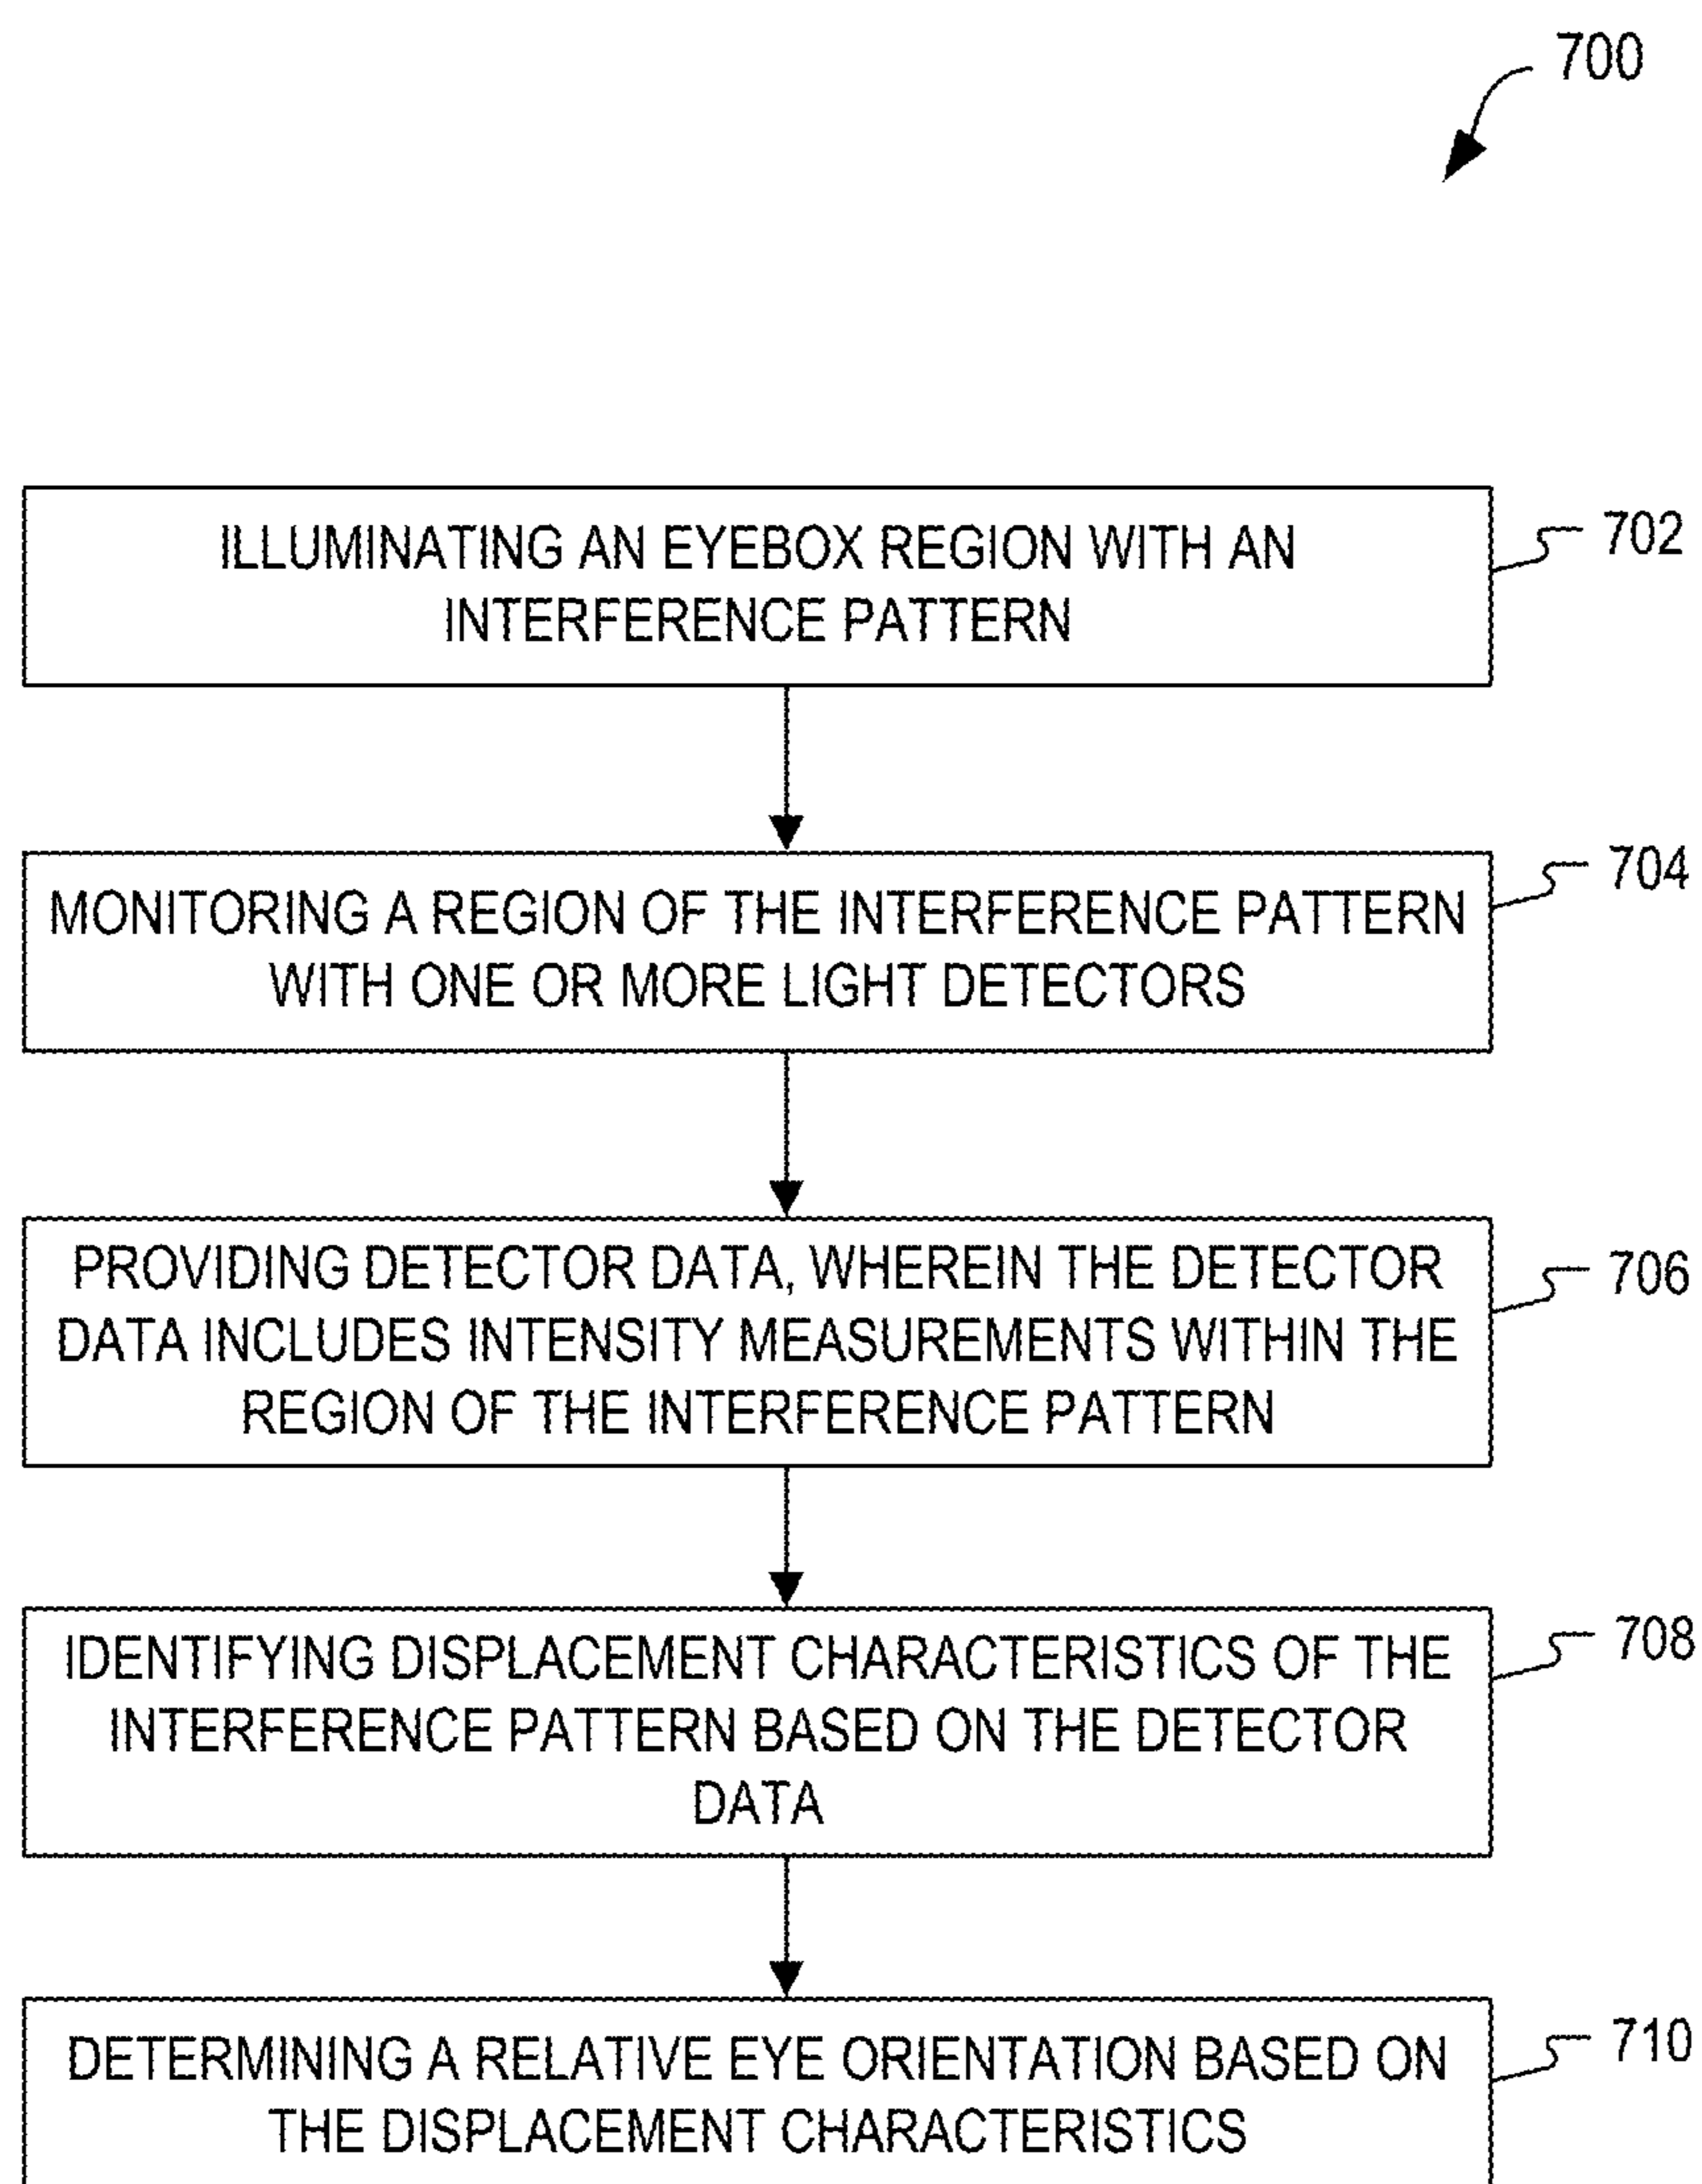 700
ILLUMINATING AN EYEBOX REGION WITH AN
INTERFERENCE PATTERN
702
MONITORING A REGION OF THE INTERFERENCE PATTERN
WITH ONE OR MORE LIGHT DETECTORS
704
PROVIDING DETECTOR DATA, WHEREIN THE DETECTOR
DATA INCLUDES INTENSITY MEASUREMENTS WITHIN THE
REGION OF THE INTERFERENCE PATTERN
706
IDENTIFYING DISPLACEMENT CHARACTERISTICS OF THE
INTERFERENCE PATTERN BASED ON THE DETECTOR
DATA
708
DETERMINING A RELATIVE EYE ORIENTATION BASED ON
THE DISPLACEMENT CHARACTERISTICS
710